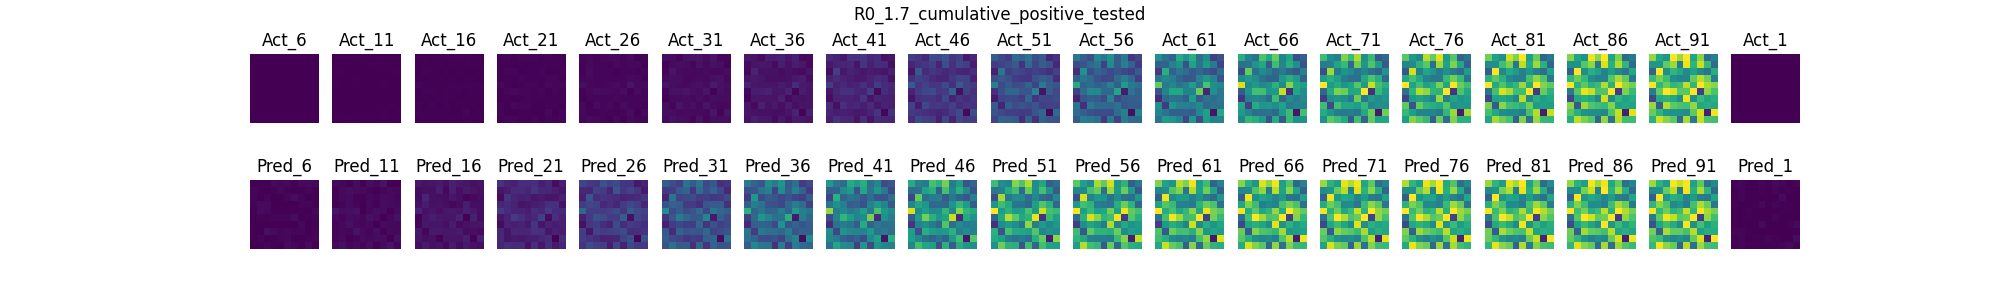 R0_1.7_cumulative_positive_tested
Act_6 Act_11 Act_16 Act_21 Act_26 Act_31 Act_36 Act_41 Act_46 Act_51 Act_56 Act_61 Act_66 Act_71 Act_76 Act_81 Act_86 Act_91 Act_1
Pred_6 Pred_11 Pred_16 Pred_21 Pred_26 Pred_31 Pred_36 Pred_41 Pred_46 Pred_51 Pred_56 Pred_61 Pred_66 Pred_71 Pred_76 Pred_81 Pred_86 Pred_91 Pred_1